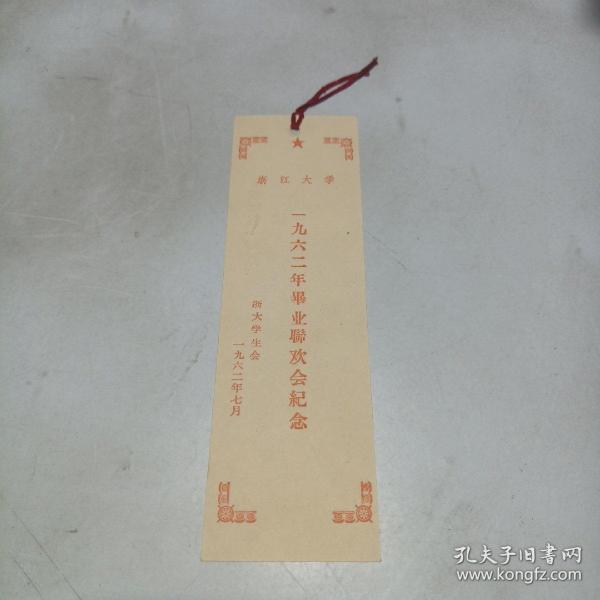 浙江大学
一九六二年畢业聯欢会紀念
浙大学生会
一九六二年七月
孔夫子旧书网
www.kongfz.com